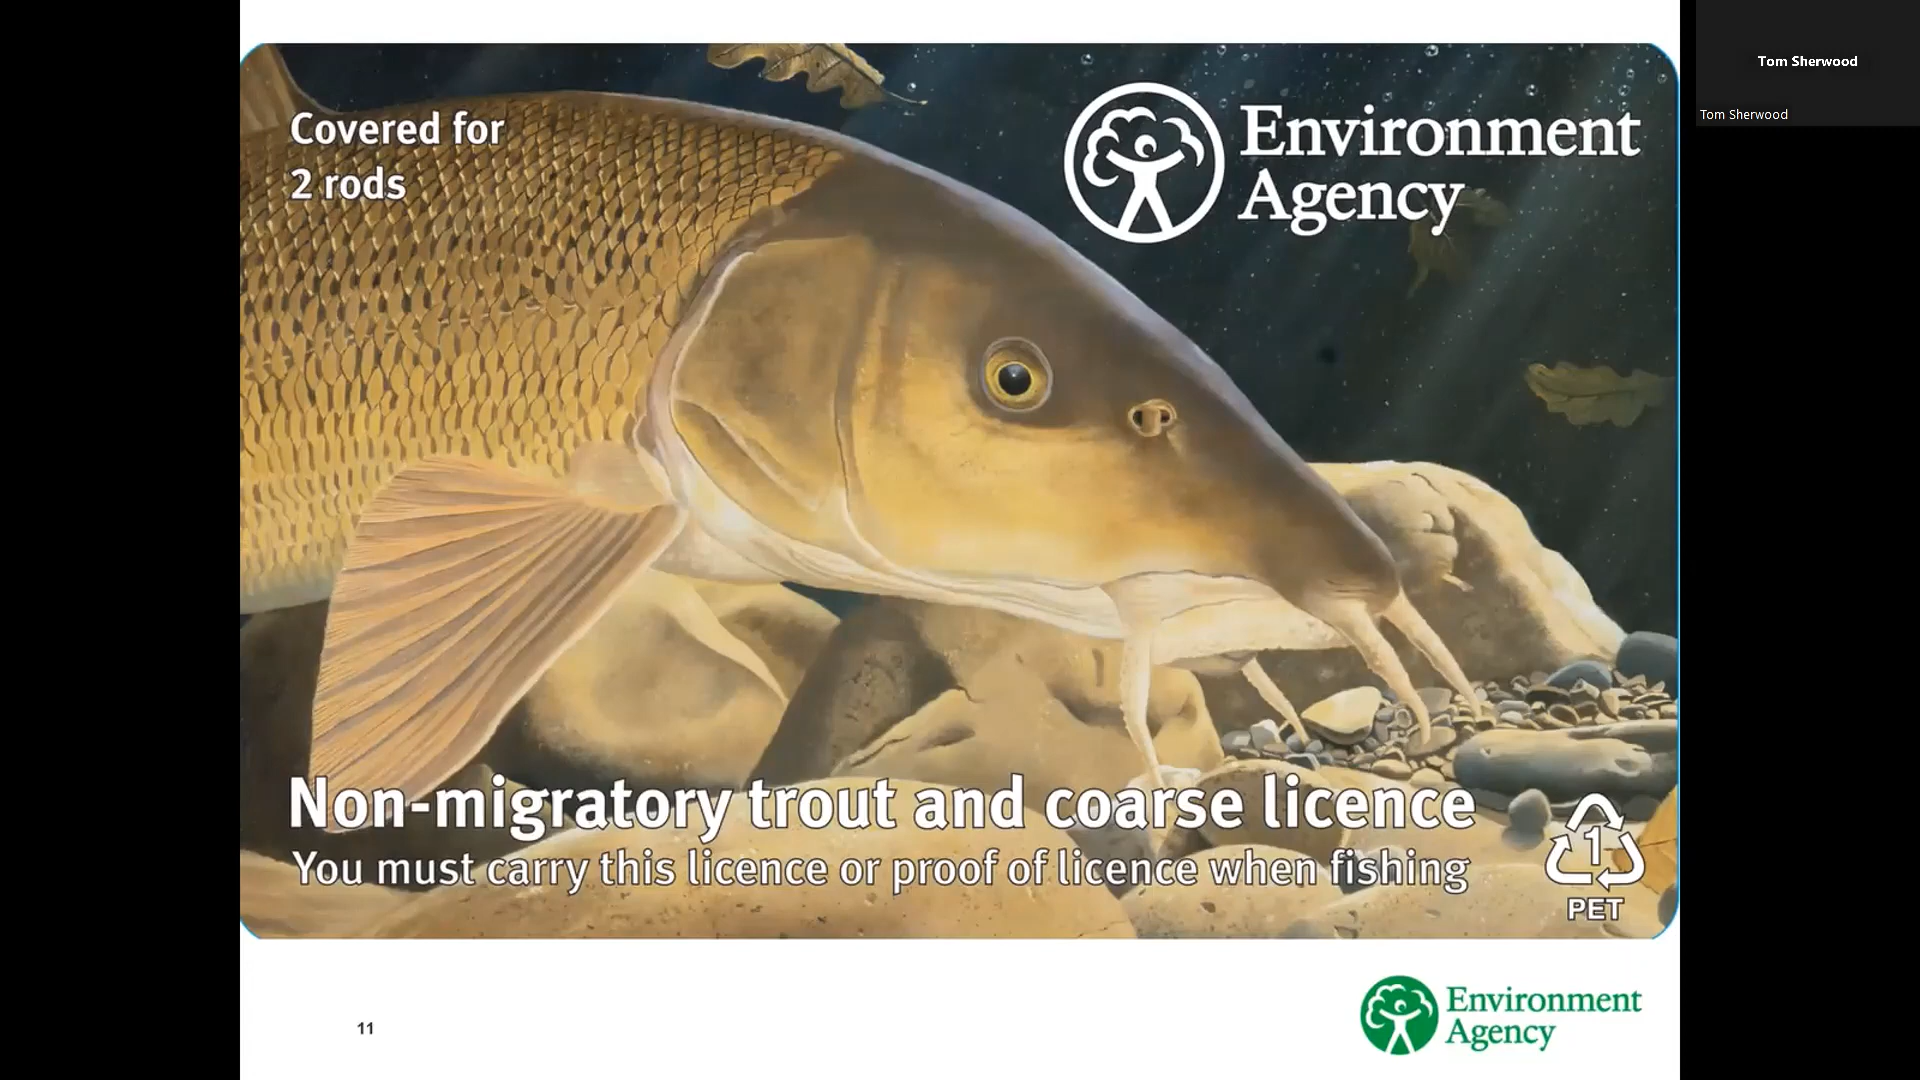 Covered for
2 rods
Environment
Agency
Tom Sherwood
Tom Sherwood
Non-migratory trout and coarse licence
You must carry this licence or proof of licence when fishing
1
PET
11
Environment
Agency